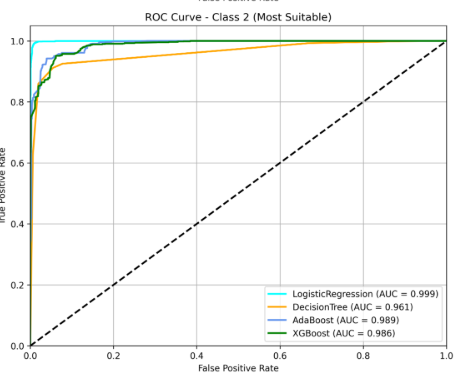 False Positive Rate
ROC Curve - Class 2 (Most Suitable)
1.0
0.8
0.6
0.4
0.2
0.0
True Positive Rate
LogisticRegression (AUC = 0.999)
DecisionTree (AUC = 0.961)
AdaBoost (AUC = 0.989)
XGBoost (AUC = 0.986)
0.0 0.2 0.4 0.6 0.8 1.0
False Positive Rate